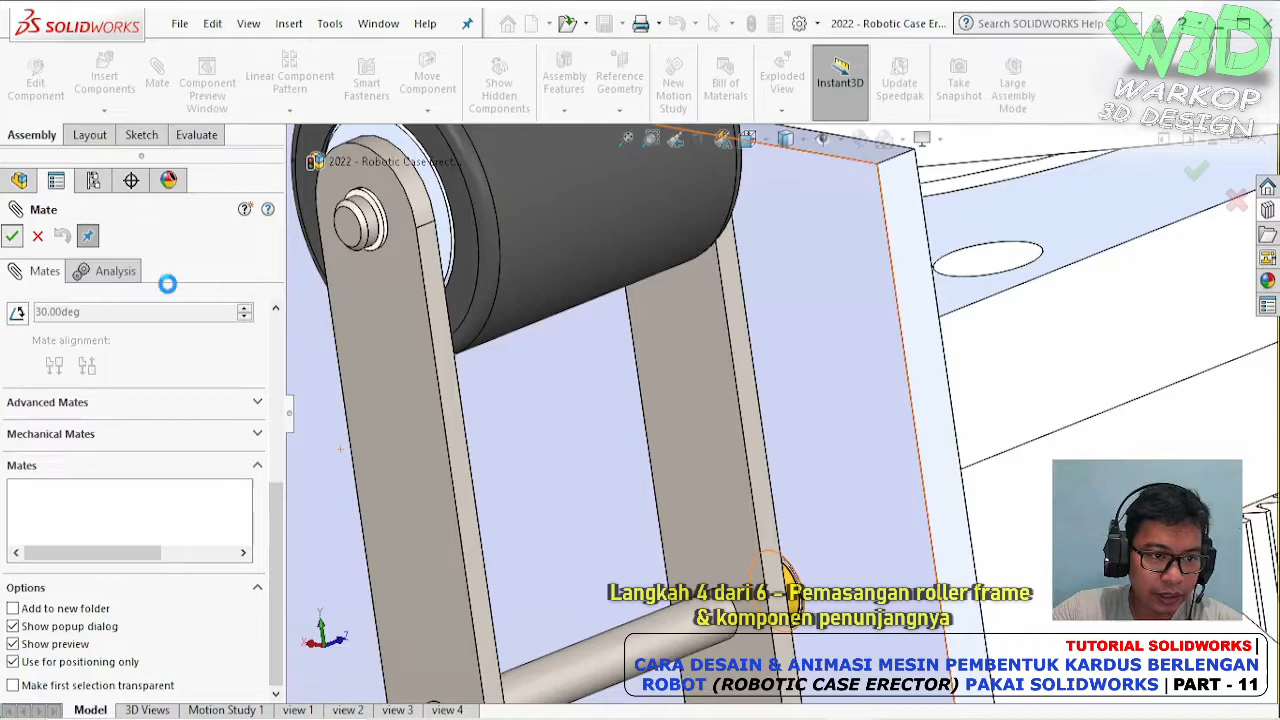 SOLIDWORKS
File Edit View Insert Tools Window Help
2022 - Robotic Case Er...
Search SOLIDWORKS Help
W3D
WARKOP
3D DESIGN
Edit Component
Insert Components
Mate
Component Preview Window
Linear Component Pattern
Smart Fasteners
Move Component
Show Hidden Components
Assembly Features
Reference Geometry
New Motion Study
Bill of Materials
Exploded View
Instant3D
Update Speedpak
Take Snapshot
Large Assembly Mode
Assembly Layout Sketch Evaluate
2022 - Robotic Case Erect...
Mate
Mates Analysis
30.00deg
Mate alignment:
Advanced Mates
Mechanical Mates
Mates
Options
Add to new folder
Show popup dialog
Show preview
Use for positioning only
Make first selection transparent
Y
X Z
Langkah 4 dari 6 - Pemasangan roller frame
& komponen penunjangnya
TUTORIAL SOLIDWORKS |
CARA DESAIN & ANIMASI MESIN PEMBENTUK KARDUS BERLENGAN
ROBOT (ROBOTIC CASE ERECTOR) PAKAI SOLIDWORKS | PART - 11
Model 3D Views Motion Study 1 view 1 view 2 view 3 view 4